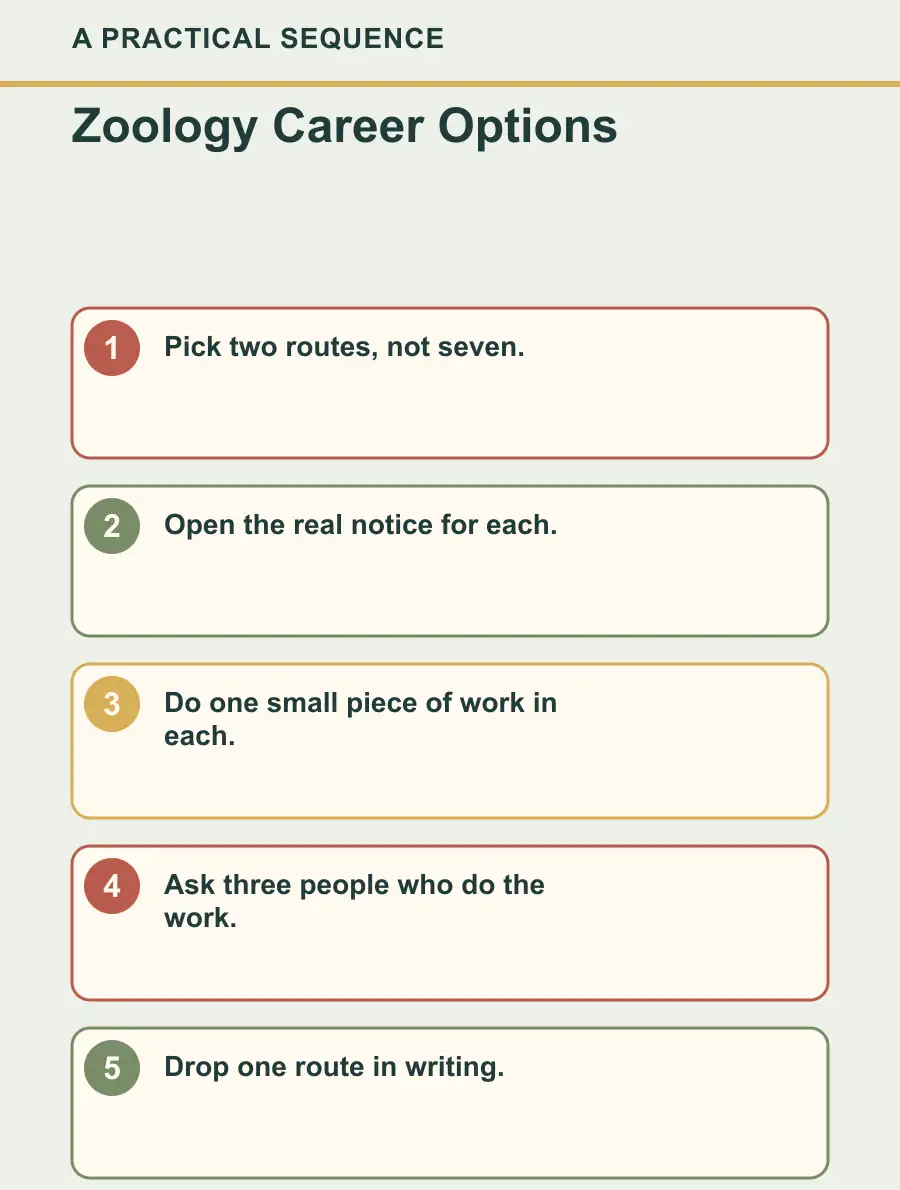 A PRACTICAL SEQUENCE
Zoology Career Options
1
Pick two routes, not seven.
2
Open the real notice for each.
3
Do one small piece of work in
each.
4
Ask three people who do the
work.
5
Drop one route in writing.